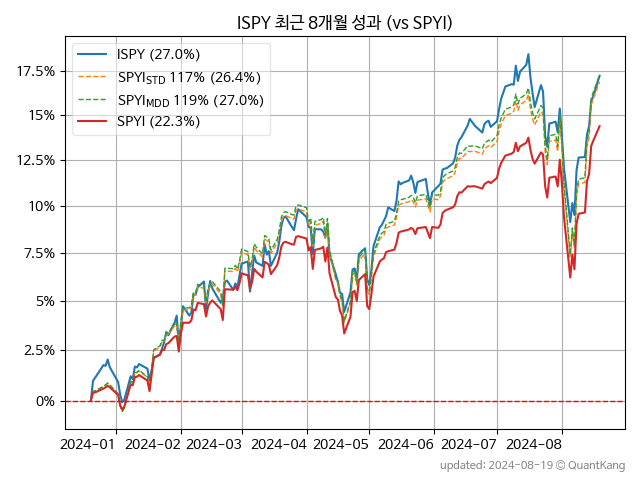 ISPY 최근 8개월 성과 (vs SPYI)
ISPY (27.0%)
SPYI_STD 117% (26.4%)
SPYI_MDD 119% (27.0%)
SPYI (22.3%)
17.5%
15%
12.5%
10%
7.5%
5%
2.5%
0%
2024-01 2024-02 2024-03 2024-04 2024-05 2024-06 2024-07 2024-08
updated: 2024-08-19 @ QuantKang